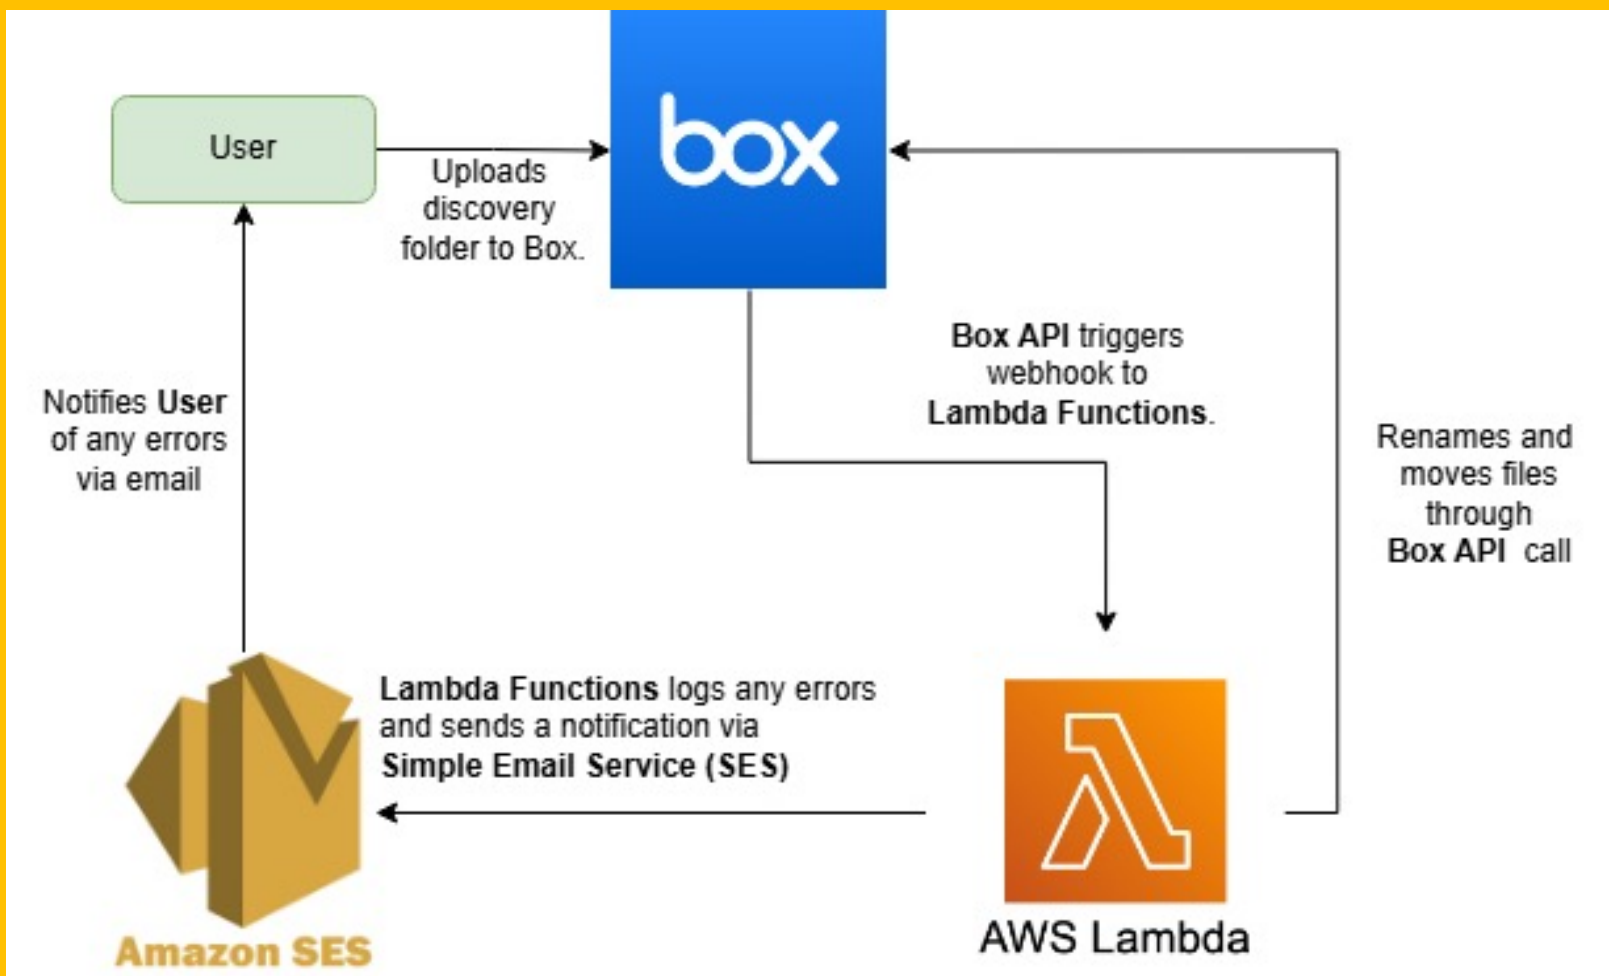 box
User
Uploads
discovery
folder to Box.
Box API triggers
webhook to
Lambda Functions.
Notifies User
of any errors
via email
Renames and
moves files
through
Box API call
Lambda Functions logs any errors
and sends a notification via
Simple Email Service (SES)
Amazon SES
AWS Lambda